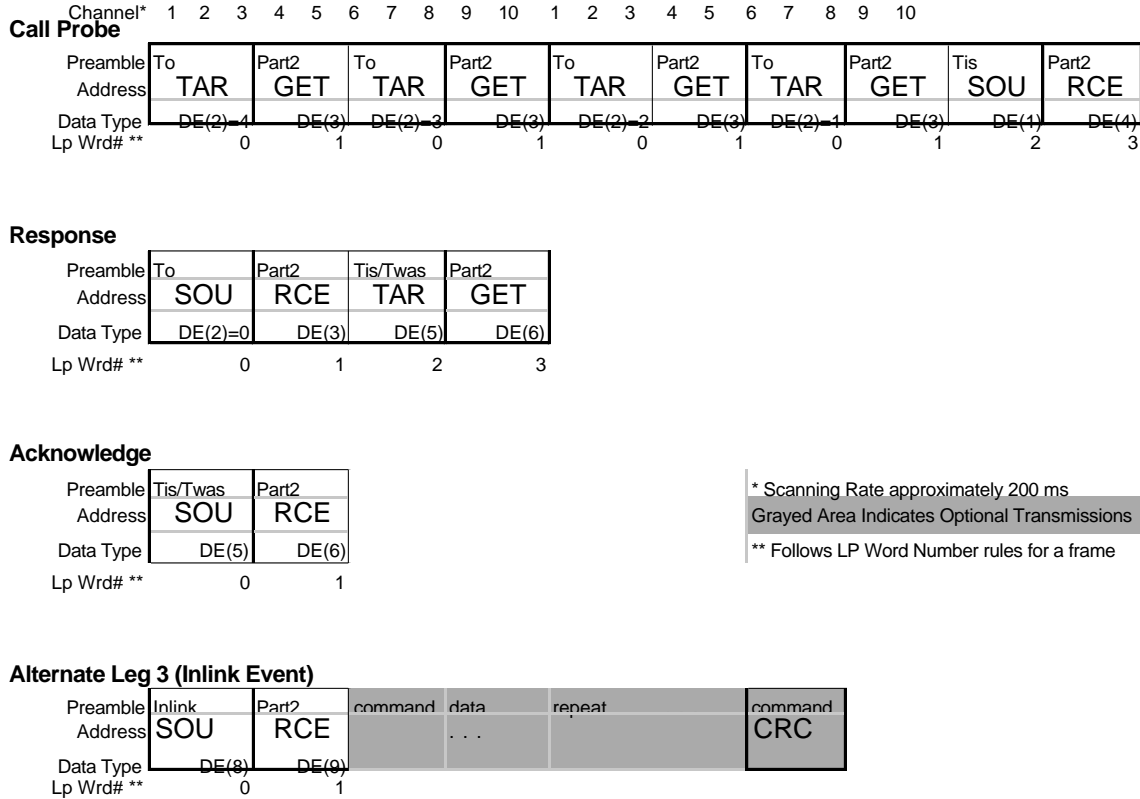 Channel* 1 2 3 4 5 6 7 8 9 10 1 2 3 4 5 6 7 8 9 10
Call Probe
Preamble To Part2 To Part2 To Part2 To Part2 Tis Part2
Address TAR GET TAR GET TAR GET TAR GET SOU RCE
Data Type DE(2)=4 DE(3) DE(2)=3 DE(3) DE(2)=2 DE(3) DE(2)=1 DE(3) DE(1) DE(4)
Lp Wrd# ** 0 1 0 1 0 1 0 1 2 3
Response
Preamble To Part2 Tis/Twas Part2
Address SOU RCE TAR GET
Data Type DE(2)=0 DE(3) DE(5) DE(6)
Lp Wrd# ** 0 1 2 3
Acknowledge
Preamble Tis/Twas Part2
Address SOU RCE
Data Type DE(5) DE(6)
Lp Wrd# ** 0 1
* Scanning Rate approximately 200 ms
Grayed Area Indicates Optional Transmissions
** Follows LP Word Number rules for a frame
Alternate Leg 3 (Inlink Event)
Preamble Inlink Part2 command data repeat command
Address SOU RCE . . . CRC
Data Type DE(8) DE(9)
Lp Wrd# ** 0 1